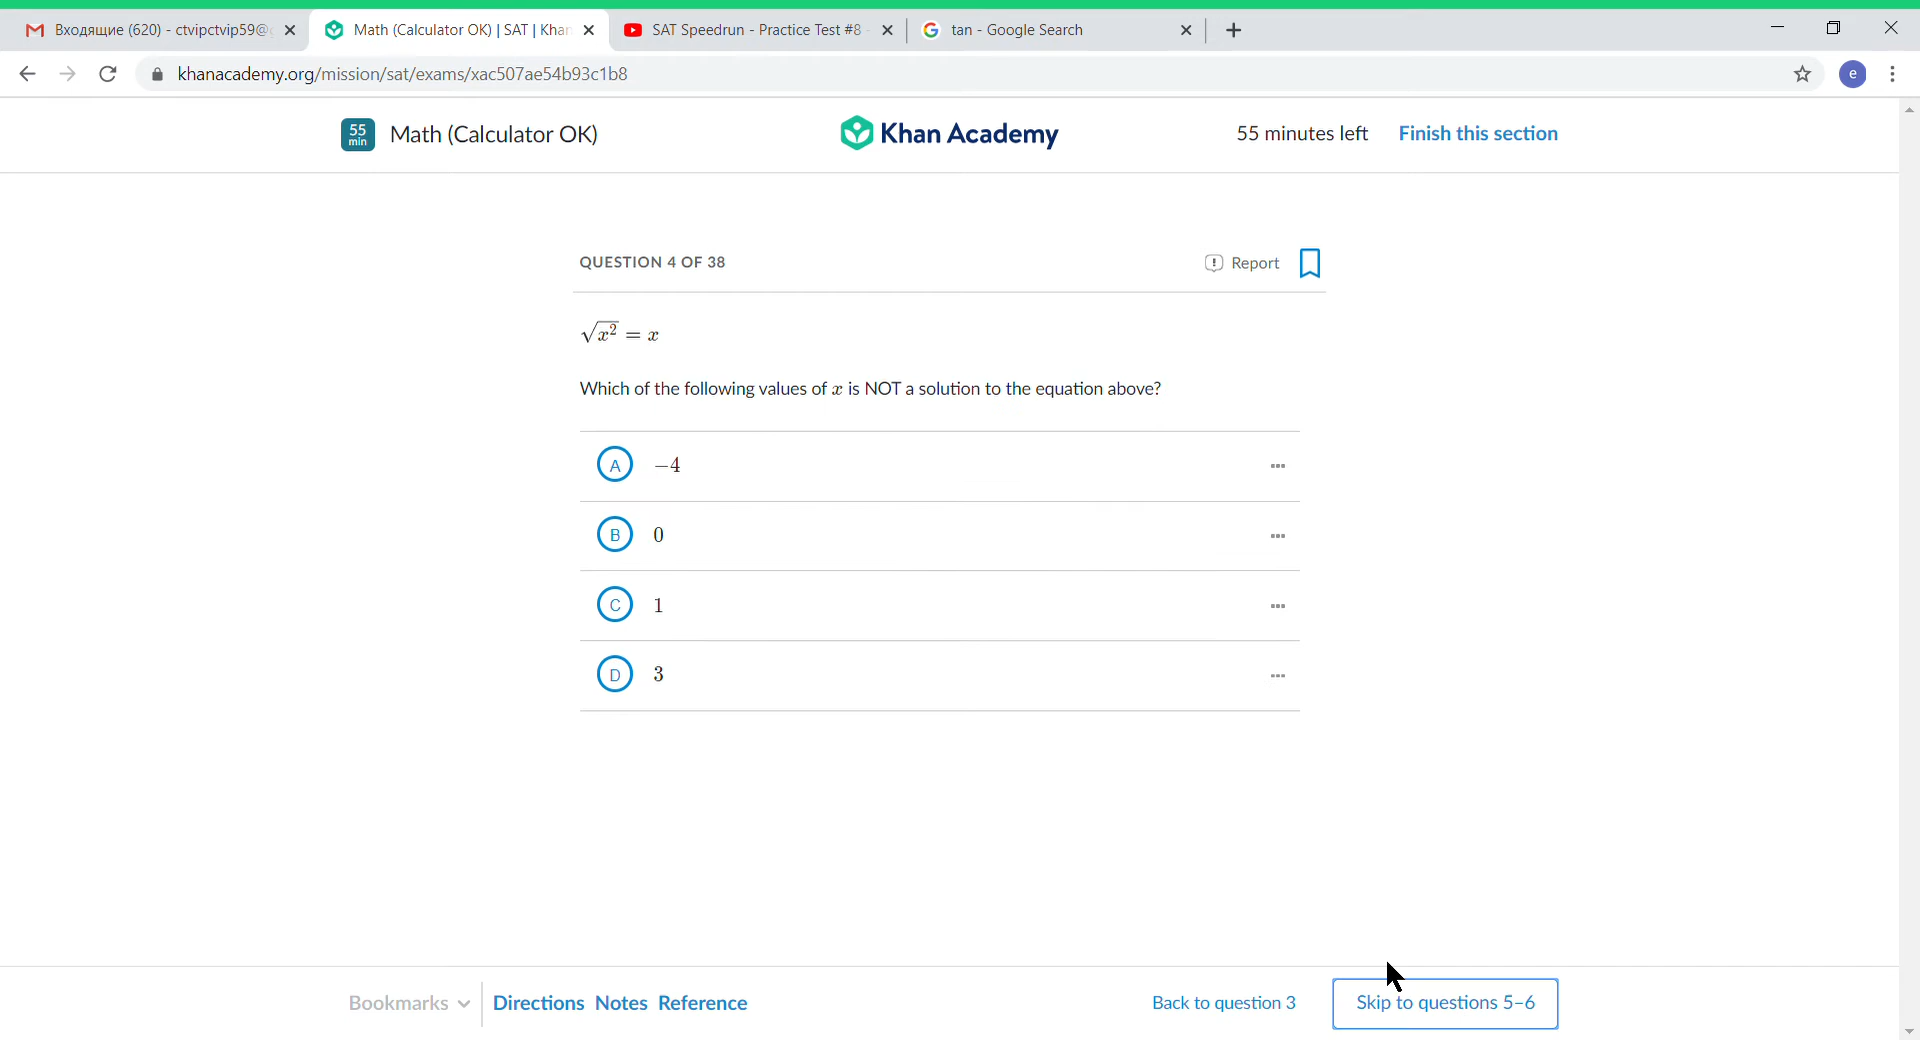 Входящие (620) - ctvipctvip59@
Math (Calculator OK) | SAT | Khan
SAT Speedrun - Practice Test #8
tan - Google Search
khanacademy.org/mission/sat/exams/xac507ae54b93c1b8
e
55
min
Math (Calculator OK)
Khan Academy
55 minutes left
Finish this section
QUESTION 4 OF 38
Report
√x² = x
Which of the following values of x is NOT a solution to the equation above?
A −4
B 0
C 1
D 3
Bookmarks
Directions Notes Reference
Back to question 3
Skip to questions 5–6